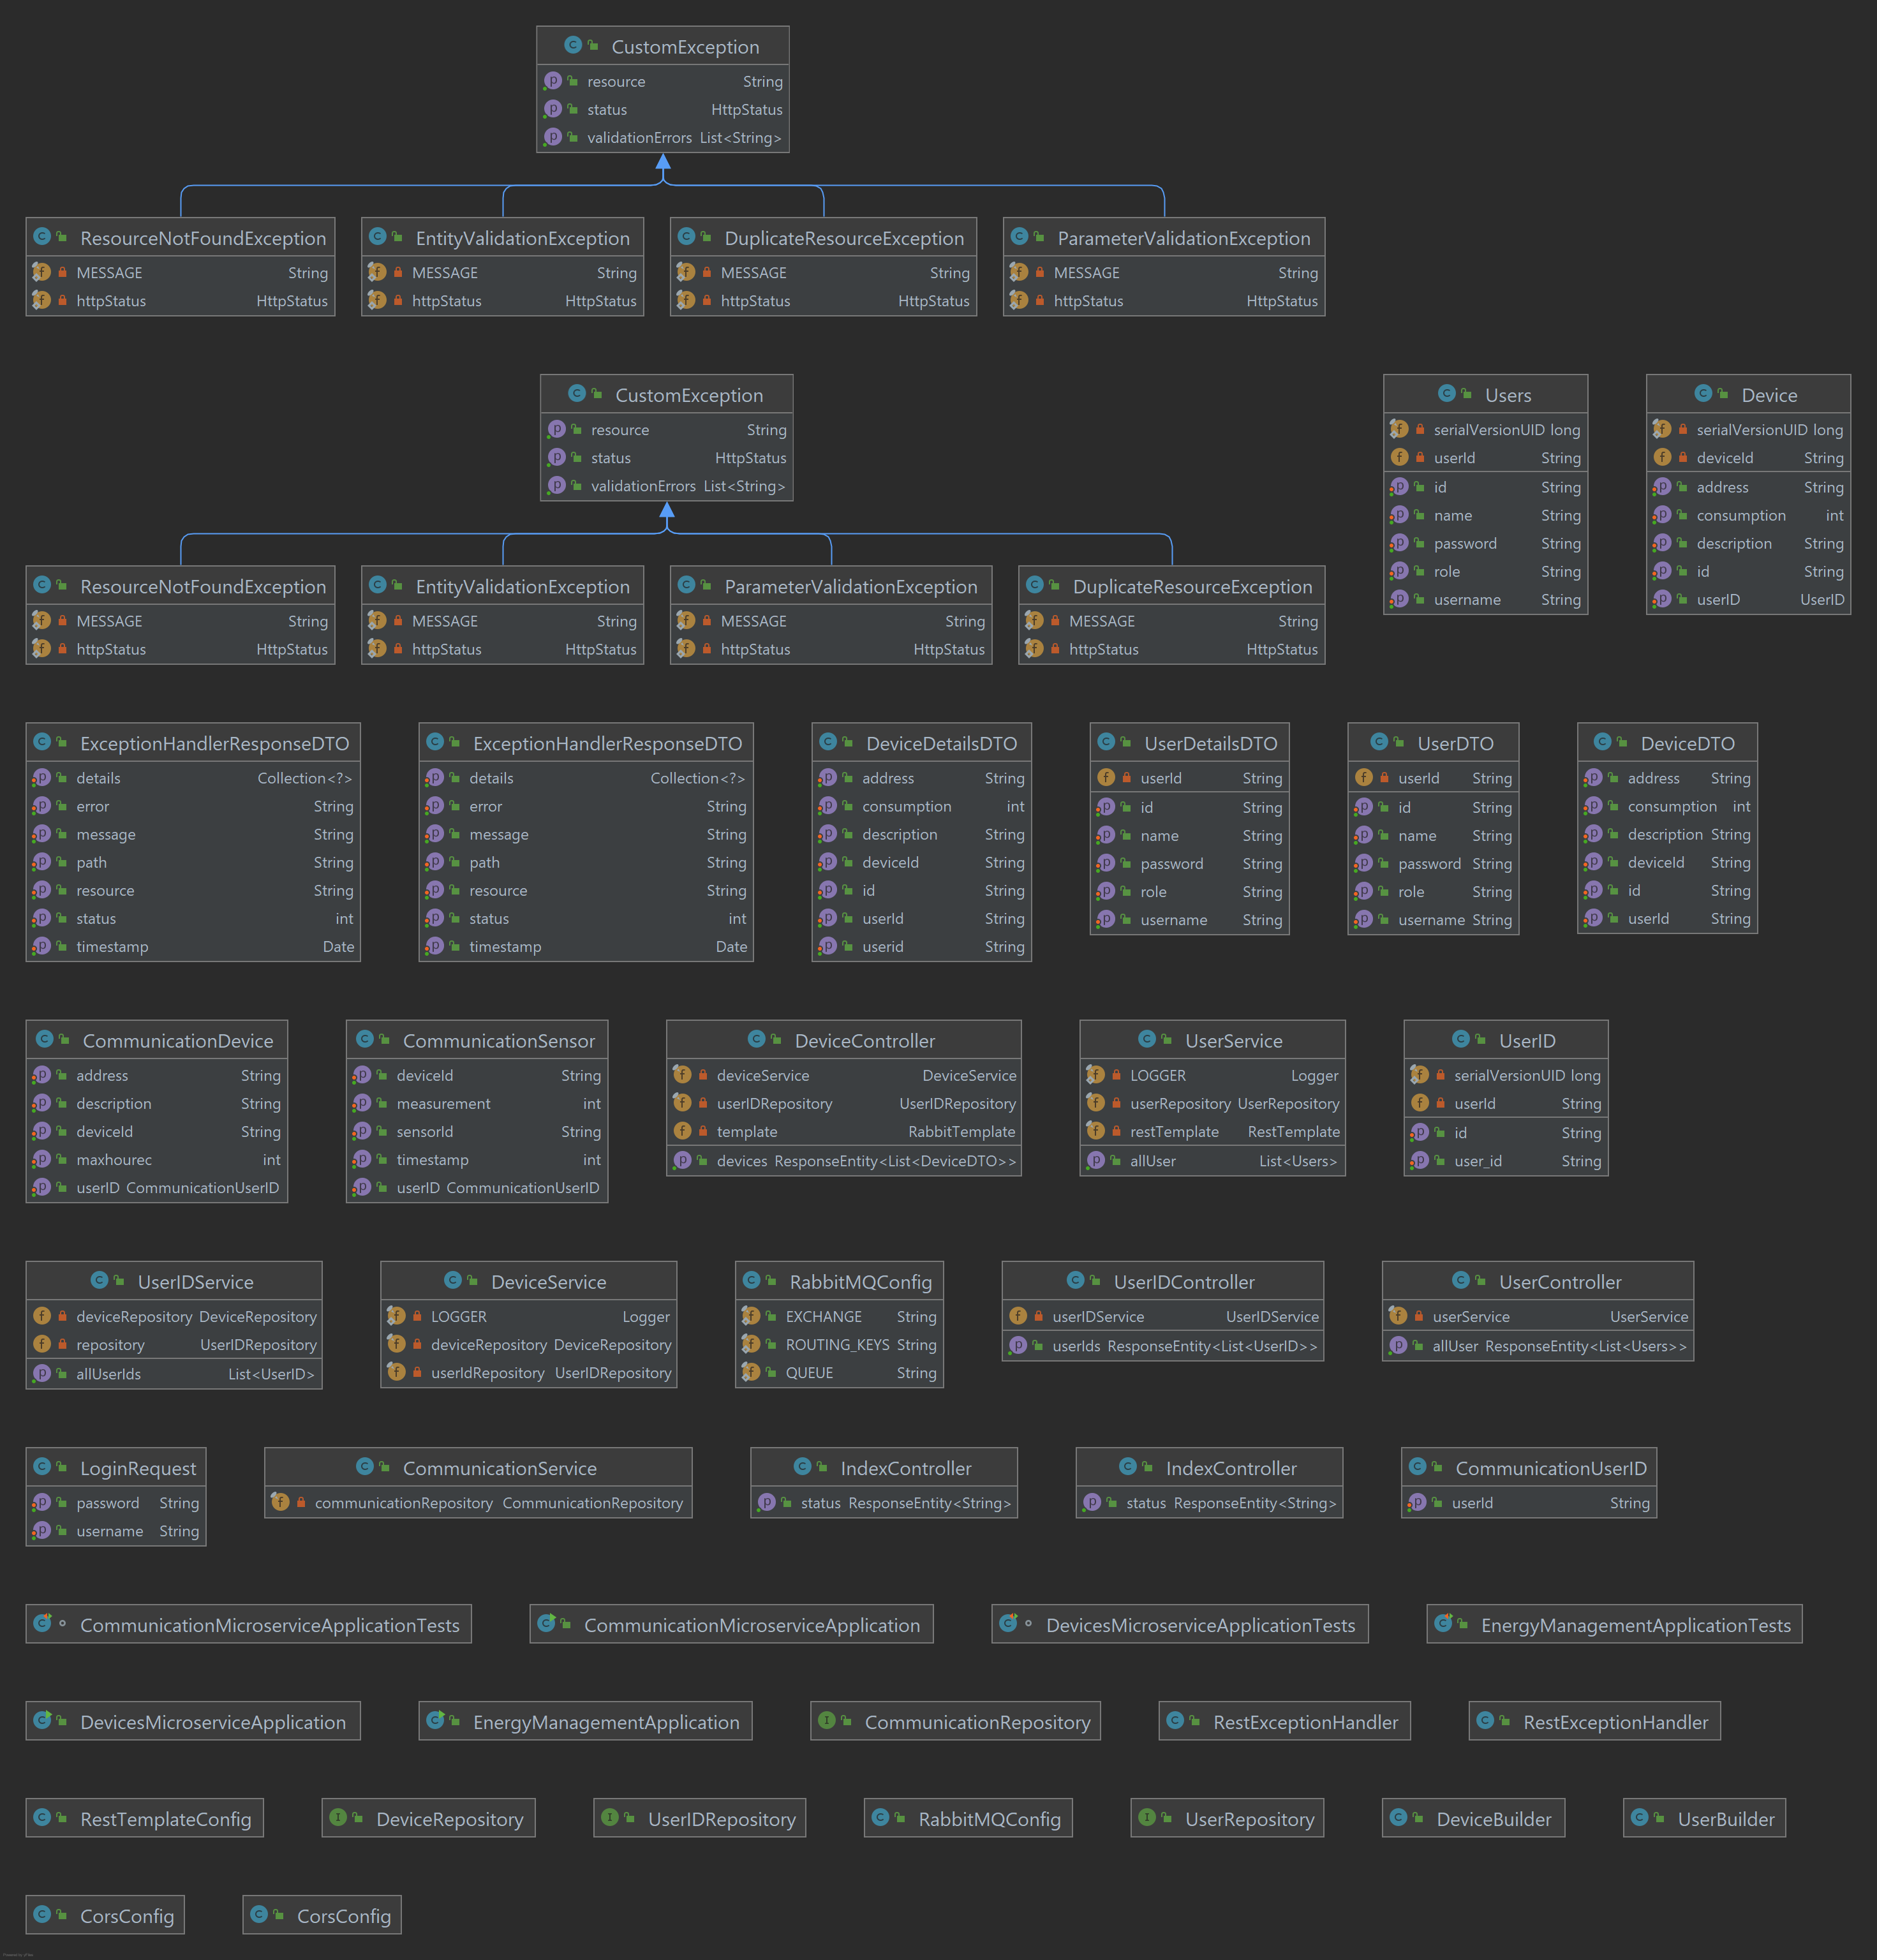 CustomException
resource String
status HttpStatus
validationErrors List<String>
ResourceNotFoundException
MESSAGE String
httpStatus HttpStatus
EntityValidationException
MESSAGE String
httpStatus HttpStatus
DuplicateResourceException
MESSAGE String
httpStatus HttpStatus
ParameterValidationException
MESSAGE String
httpStatus HttpStatus
CustomException
resource String
status HttpStatus
validationErrors List<String>
Users
serialVersionUID long
userId String
id String
name String
password String
role String
username String
Device
serialVersionUID long
deviceId String
address String
consumption int
description String
id String
userID UserID
ResourceNotFoundException
MESSAGE String
httpStatus HttpStatus
EntityValidationException
MESSAGE String
httpStatus HttpStatus
ParameterValidationException
MESSAGE String
httpStatus HttpStatus
DuplicateResourceException
MESSAGE String
httpStatus HttpStatus
ExceptionHandlerResponseDTO
details Collection<?>
error String
message String
path String
resource String
status int
timestamp Date
ExceptionHandlerResponseDTO
details Collection<?>
error String
message String
path String
resource String
status int
timestamp Date
DeviceDetailsDTO
address String
consumption int
description String
deviceId String
id String
userId String
userid String
UserDetailsDTO
userId String
id String
name String
password String
role String
username String
UserDTO
userId String
id String
name String
password String
role String
username String
DeviceDTO
address String
consumption int
description String
deviceId String
id String
userId String
CommunicationDevice
address String
description String
deviceId String
maxhourec int
userID CommunicationUserID
CommunicationSensor
deviceId String
measurement int
sensorId String
timestamp int
userID CommunicationUserID
DeviceController
deviceService DeviceService
userIDRepository UserIDRepository
template RabbitTemplate
devices ResponseEntity<List<DeviceDTO>>
UserService
LOGGER Logger
userRepository UserRepository
restTemplate RestTemplate
allUser List<Users>
UserID
serialVersionUID long
userId String
id String
user_id String
UserIDService
deviceRepository DeviceRepository
repository UserIDRepository
allUserIds List<UserID>
DeviceService
LOGGER Logger
deviceRepository DeviceRepository
userIdRepository UserIDRepository
RabbitMQConfig
EXCHANGE String
ROUTING_KEYS String
QUEUE String
UserIDController
userIDService UserIDService
userIds ResponseEntity<List<UserID>>
UserController
userService UserService
allUser ResponseEntity<List<Users>>
LoginRequest
password String
username String
CommunicationService
communicationRepository CommunicationRepository
IndexController
status ResponseEntity<String>
IndexController
status ResponseEntity<String>
CommunicationUserID
userId String
CommunicationMicroserviceApplicationTests
CommunicationMicroserviceApplication
DevicesMicroserviceApplicationTests
EnergyManagementApplicationTests
DevicesMicroserviceApplication
EnergyManagementApplication
CommunicationRepository
RestExceptionHandler
RestExceptionHandler
RestTemplateConfig
DeviceRepository
UserIDRepository
RabbitMQConfig
UserRepository
DeviceBuilder
UserBuilder
CorsConfig
CorsConfig